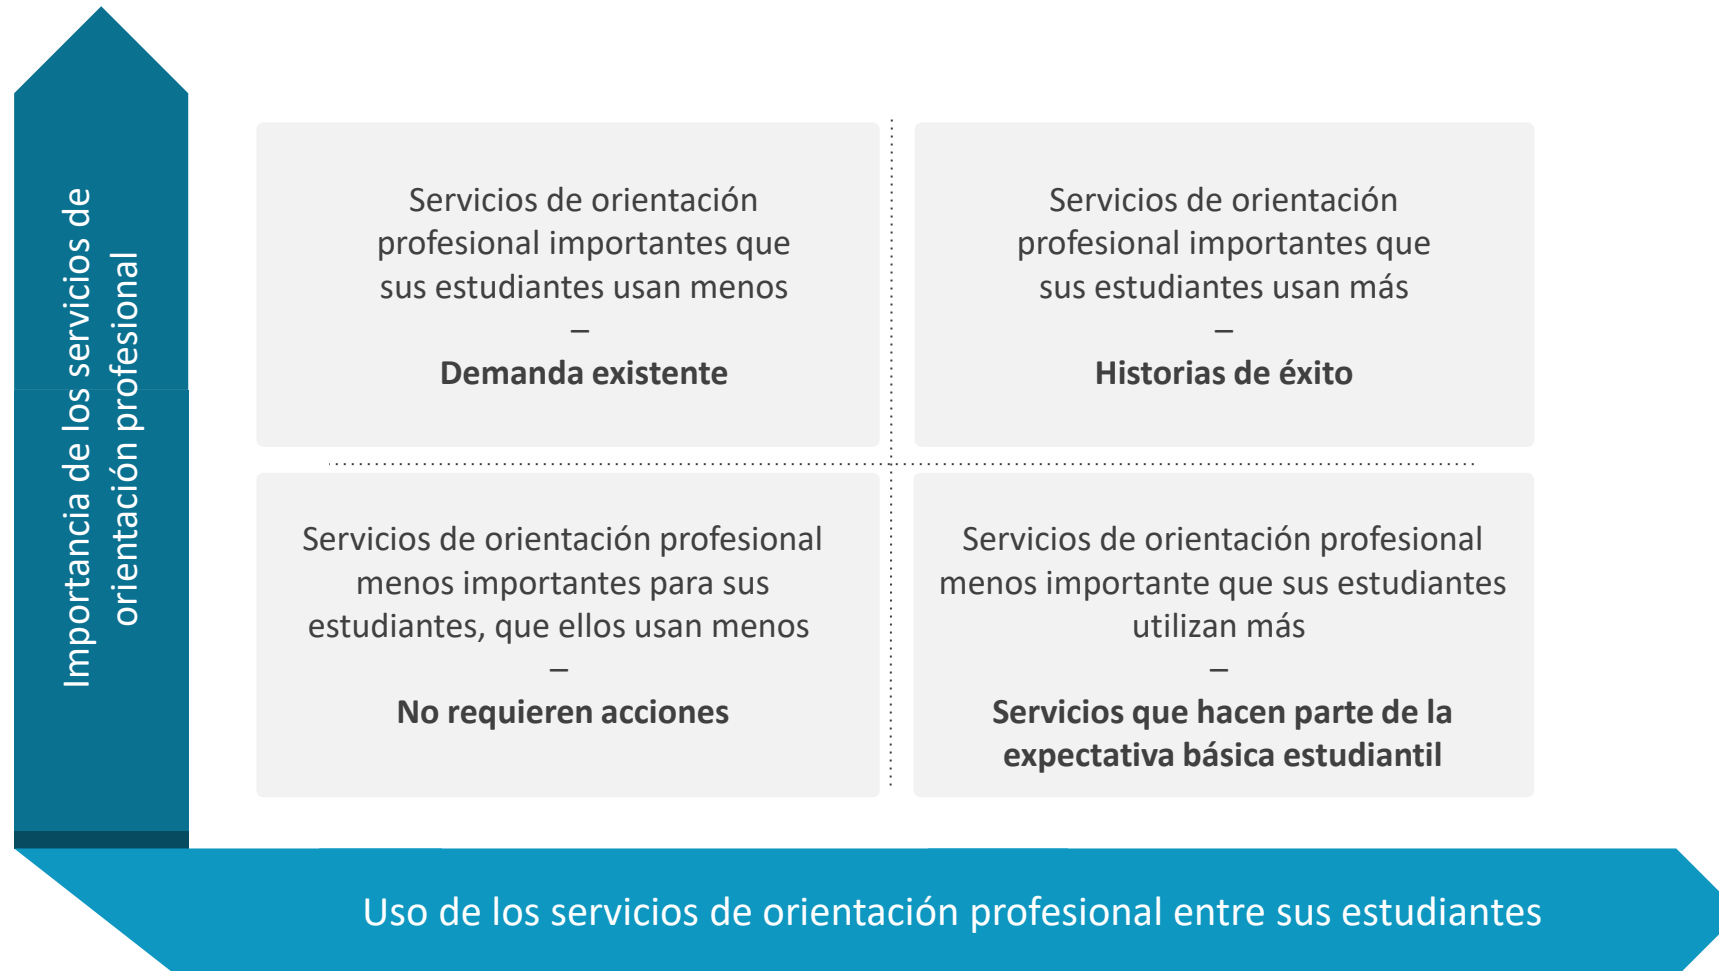 Importancia de los servicios de
orientación profesional
Servicios de orientación
profesional importantes que
sus estudiantes usan menos
–
Demanda existente
Servicios de orientación
profesional importantes que
sus estudiantes usan más
–
Historias de éxito
Servicios de orientación profesional
menos importantes para sus
estudiantes, que ellos usan menos
–
No requieren acciones
Servicios de orientación profesional
menos importante que sus estudiantes
utilizan más
–
Servicios que hacen parte de la
expectativa básica estudiantil
Uso de los servicios de orientación profesional entre sus estudiantes